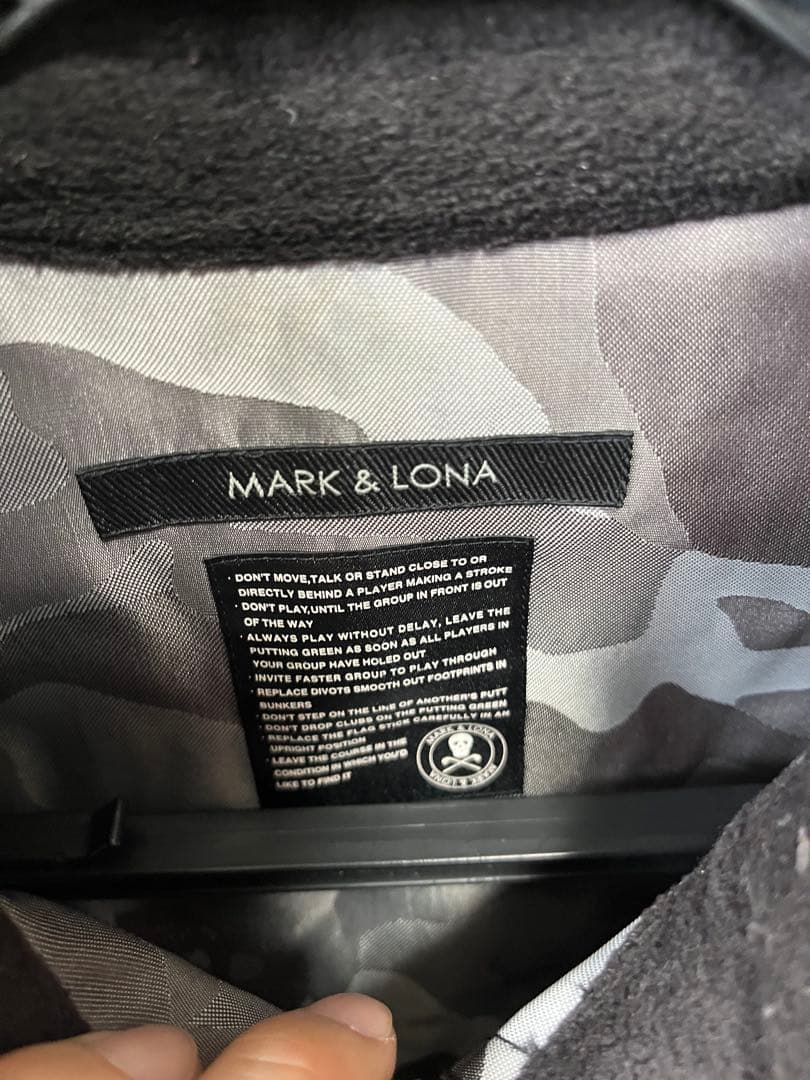 MARK & LONA
· DON'T MOVE,TALK OR STAND CLOSE TO OR
DIRECTLY BEHIND A PLAYER MAKING A STROKE
· DON'T PLAY,UNTIL THE GROUP IN FRONT IS OUT
OF THE WAY
· ALWAYS PLAY WITHOUT DELAY, LEAVE THE
PUTTING GREEN AS SOON AS ALL PLAYERS IN
YOUR GROUP HAVE HOLED OUT
· INVITE FASTER GROUP TO PLAY THROUGH
· REPLACE DIVOTS SMOOTH OUT FOOTPRINTS IN
BUNKERS
· DON'T STEP ON THE LINE OF ANOTHER'S PUTT
· DON'T DROP CLUBS ON THE PUTTING GREEN
· REPLACE THE FLAG STICK CAREFULLY IN AN
UPRIGHT POSITION
· LEAVE THE COURSE IN THE
CONDITION IN WHICH YOU'D
LIKE TO FIND IT
MARK & LONA
MARK & LONA